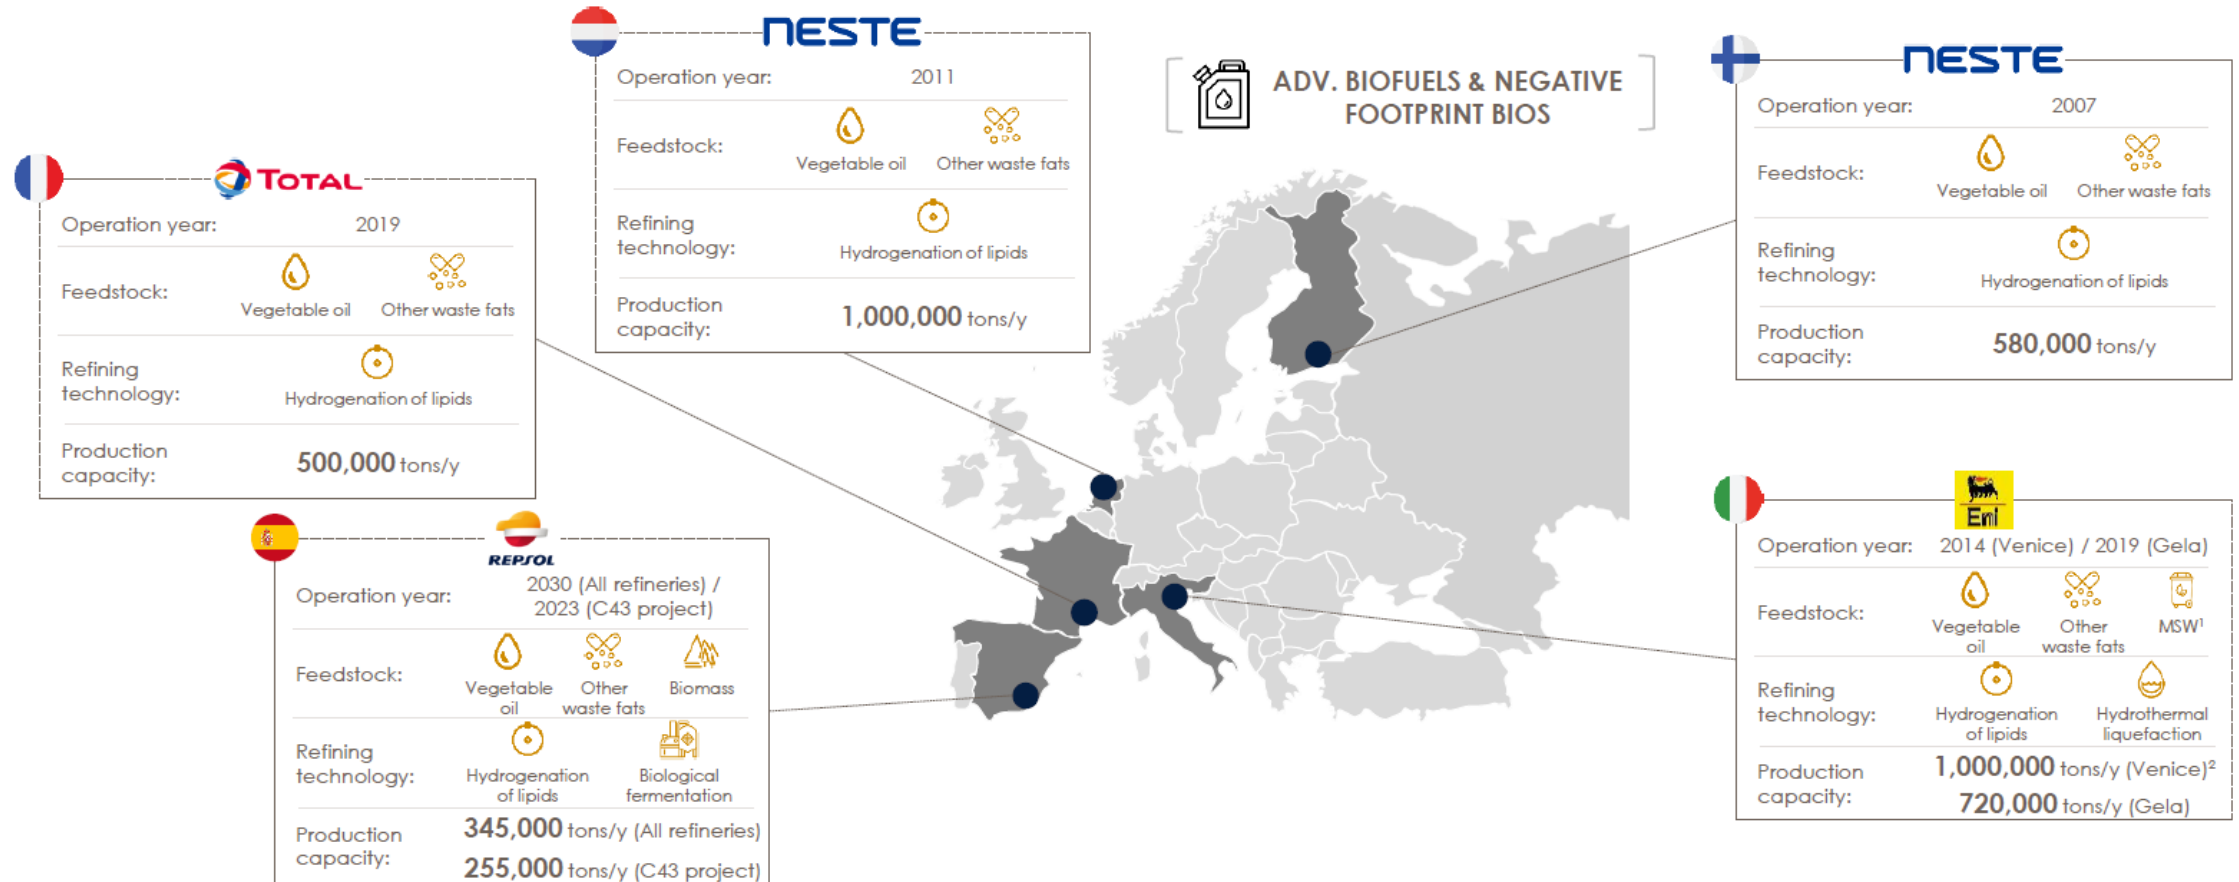 NESTE
Operation year: 2011
Feedstock:
Vegetable oil Other waste fats
Refining
technology:
Hydrogenation of lipids
Production
capacity:
1,000,000 tons/y
ADV. BIOFUELS & NEGATIVE
FOOTPRINT BIOS
NESTE
Operation year: 2007
Feedstock:
Vegetable oil Other waste fats
Refining
technology:
Hydrogenation of lipids
Production
capacity:
580,000 tons/y
TOTAL
Operation year: 2019
Feedstock:
Vegetable oil Other waste fats
Refining
technology:
Hydrogenation of lipids
Production
capacity:
500,000 tons/y
REPSOL
Operation year:
2030 (All refineries) /
2023 (C43 project)
Feedstock:
Vegetable
oil
Other
waste fats
Biomass
Refining
technology:
Hydrogenation
of lipids
Biological
fermentation
Production
capacity:
345,000 tons/y (All refineries)
255,000 tons/y (C43 project)
Eni
Operation year: 2014 (Venice) / 2019 (Gela)
Feedstock:
Vegetable
oil
Other
waste fats
MSW¹
Refining
technology:
Hydrogenation
of lipids
Hydrothermal
liquefaction
Production
capacity:
1,000,000 tons/y (Venice)²
720,000 tons/y (Gela)